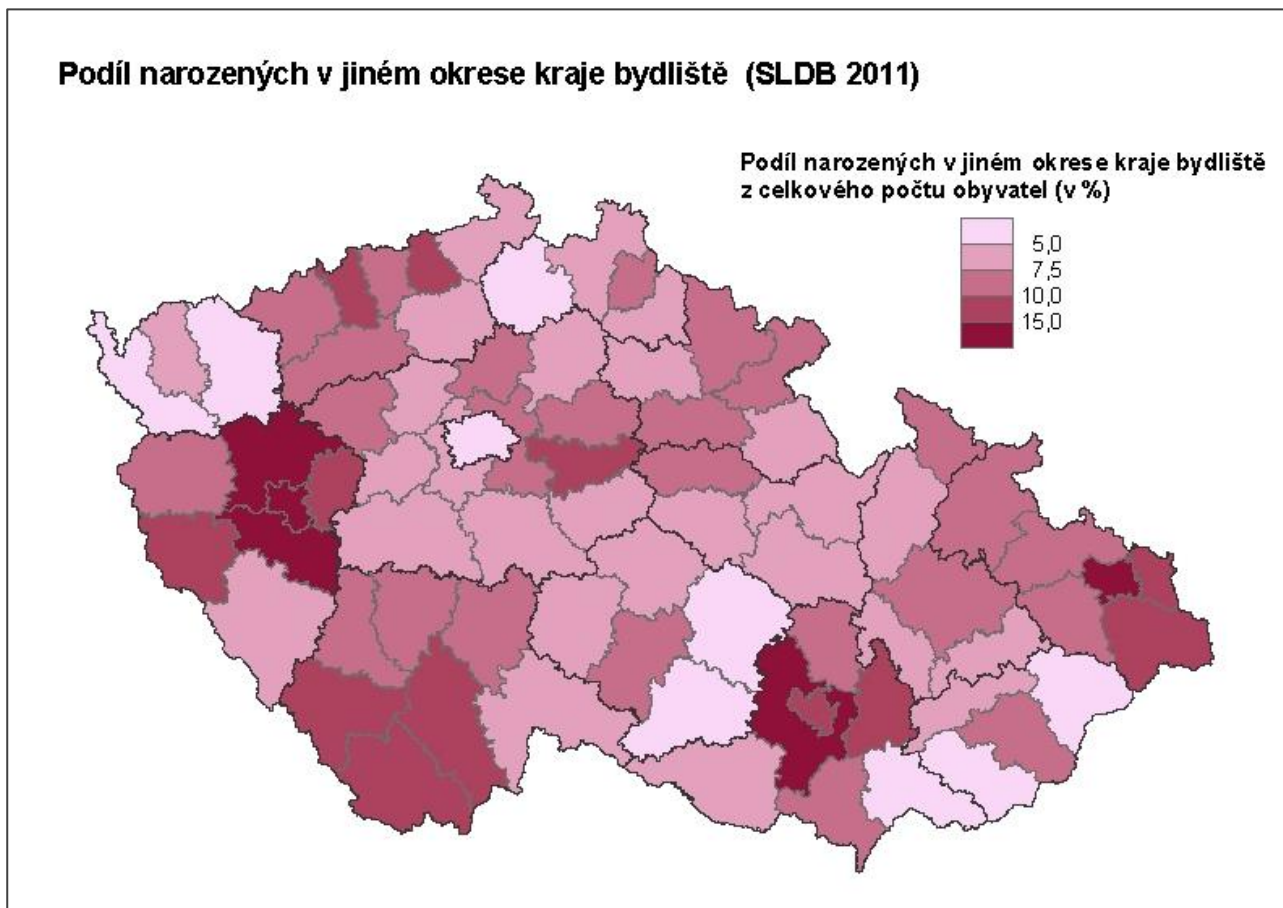 Podíl narozených v jiném okrese kraje bydliště (SLDB 2011)
Podíl narozených v jiném okrese kraje bydliště
z celkového počtu obyvatel (v %)
5,0
7,5
10,0
15,0